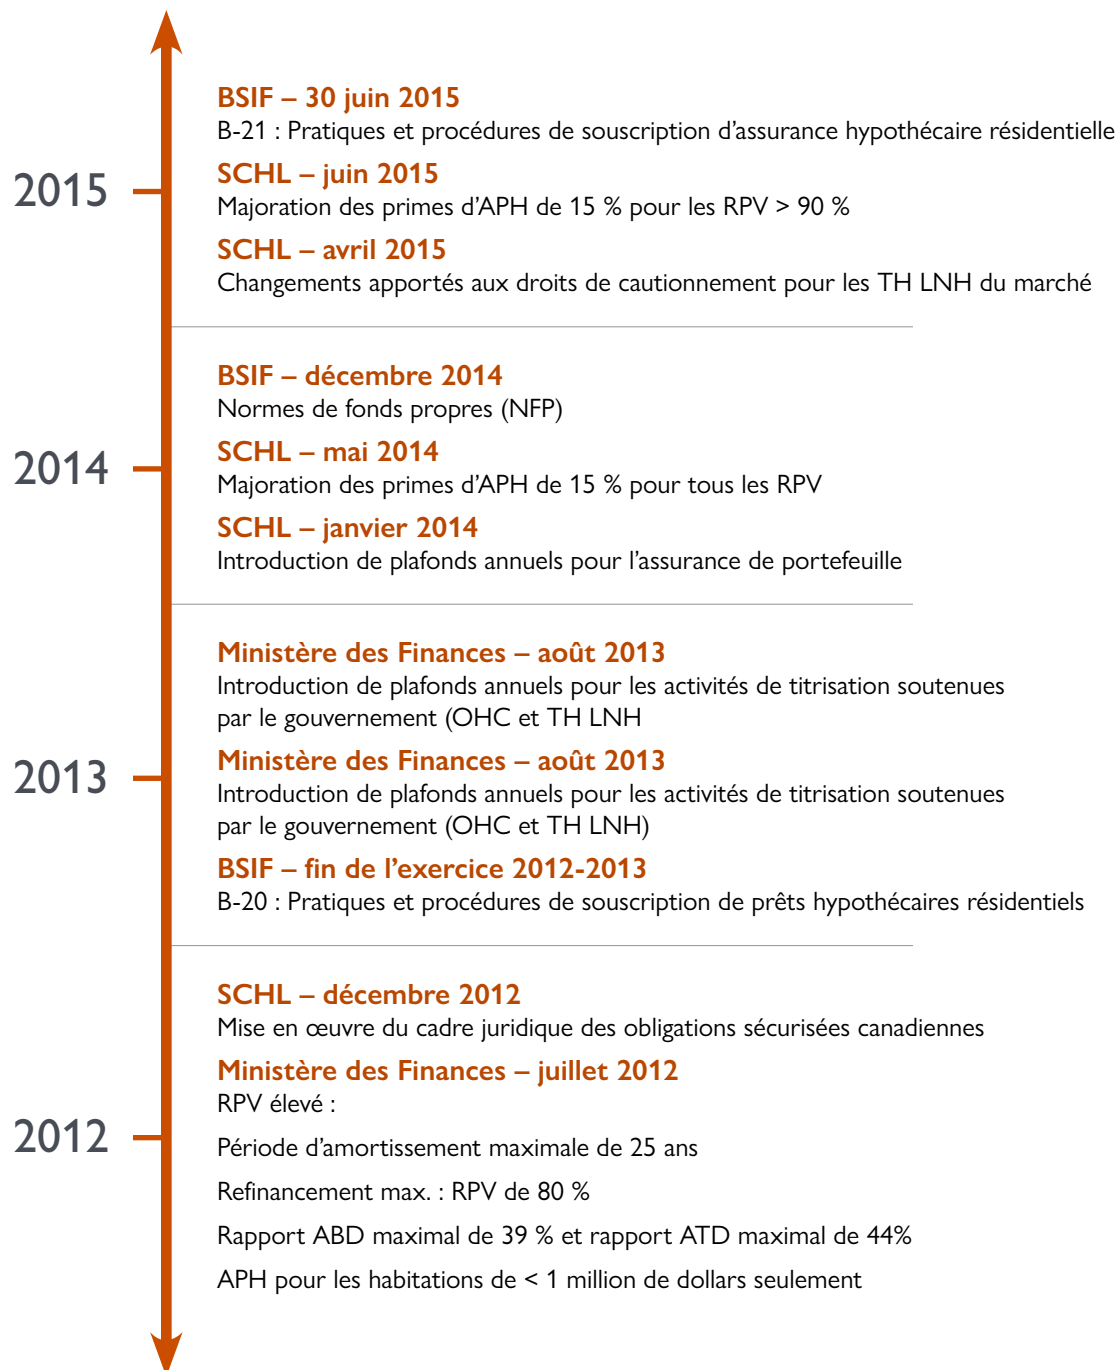 2015
BSIF – 30 juin 2015
B-21 : Pratiques et procédures de souscription d’assurance hypothécaire résidentielle
SCHL – juin 2015
Majoration des primes d’APH de 15 % pour les RPV > 90 %
SCHL – avril 2015
Changements apportés aux droits de cautionnement pour les TH LNH du marché
2014
BSIF – décembre 2014
Normes de fonds propres (NFP)
SCHL – mai 2014
Majoration des primes d’APH de 15 % pour tous les RPV
SCHL – janvier 2014
Introduction de plafonds annuels pour l’assurance de portefeuille
2013
Ministère des Finances – août 2013
Introduction de plafonds annuels pour les activités de titrisation soutenues
par le gouvernement (OHC et TH LNH
Ministère des Finances – août 2013
Introduction de plafonds annuels pour les activités de titrisation soutenues
par le gouvernement (OHC et TH LNH)
BSIF – fin de l’exercice 2012-2013
B-20 : Pratiques et procédures de souscription de prêts hypothécaires résidentiels
2012
SCHL – décembre 2012
Mise en œuvre du cadre juridique des obligations sécurisées canadiennes
Ministère des Finances – juillet 2012
RPV élevé :
Période d’amortissement maximale de 25 ans
Refinancement max. : RPV de 80 %
Rapport ABD maximal de 39 % et rapport ATD maximal de 44%
APH pour les habitations de < 1 million de dollars seulement